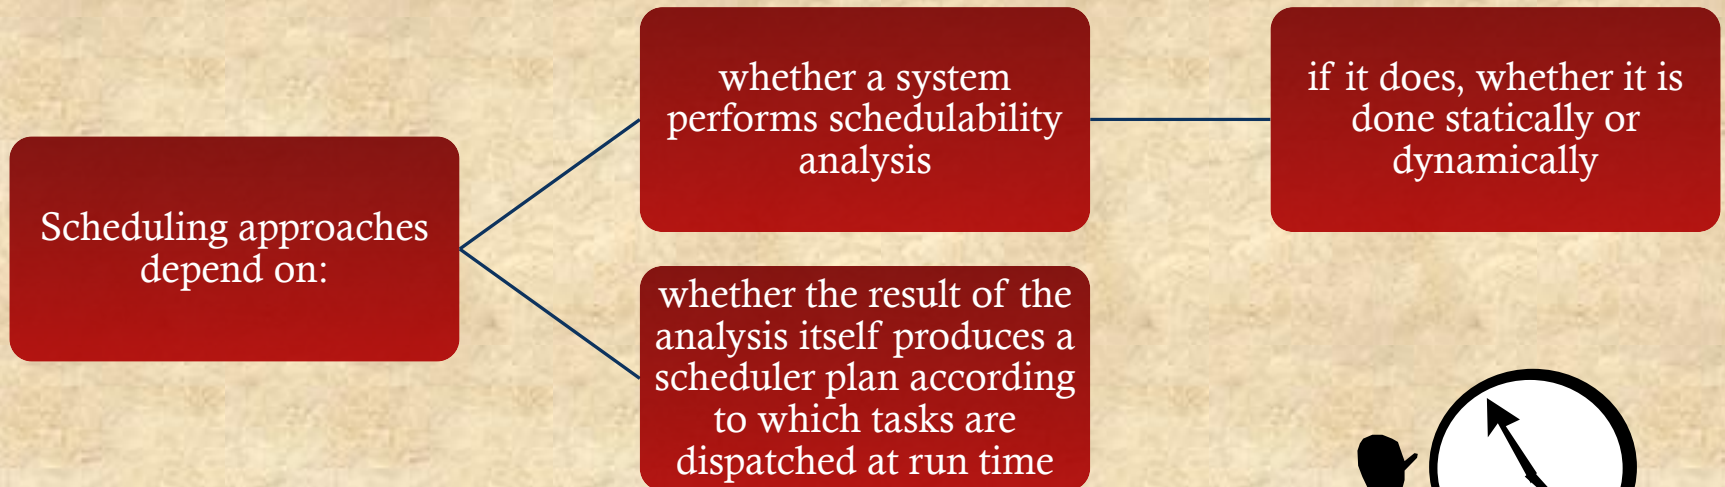 Scheduling approaches
depend on:
whether a system
performs schedulability
analysis
if it does, whether it is
done statically or
dynamically
whether the result of the
analysis itself produces a
scheduler plan according
to which tasks are
dispatched at run time